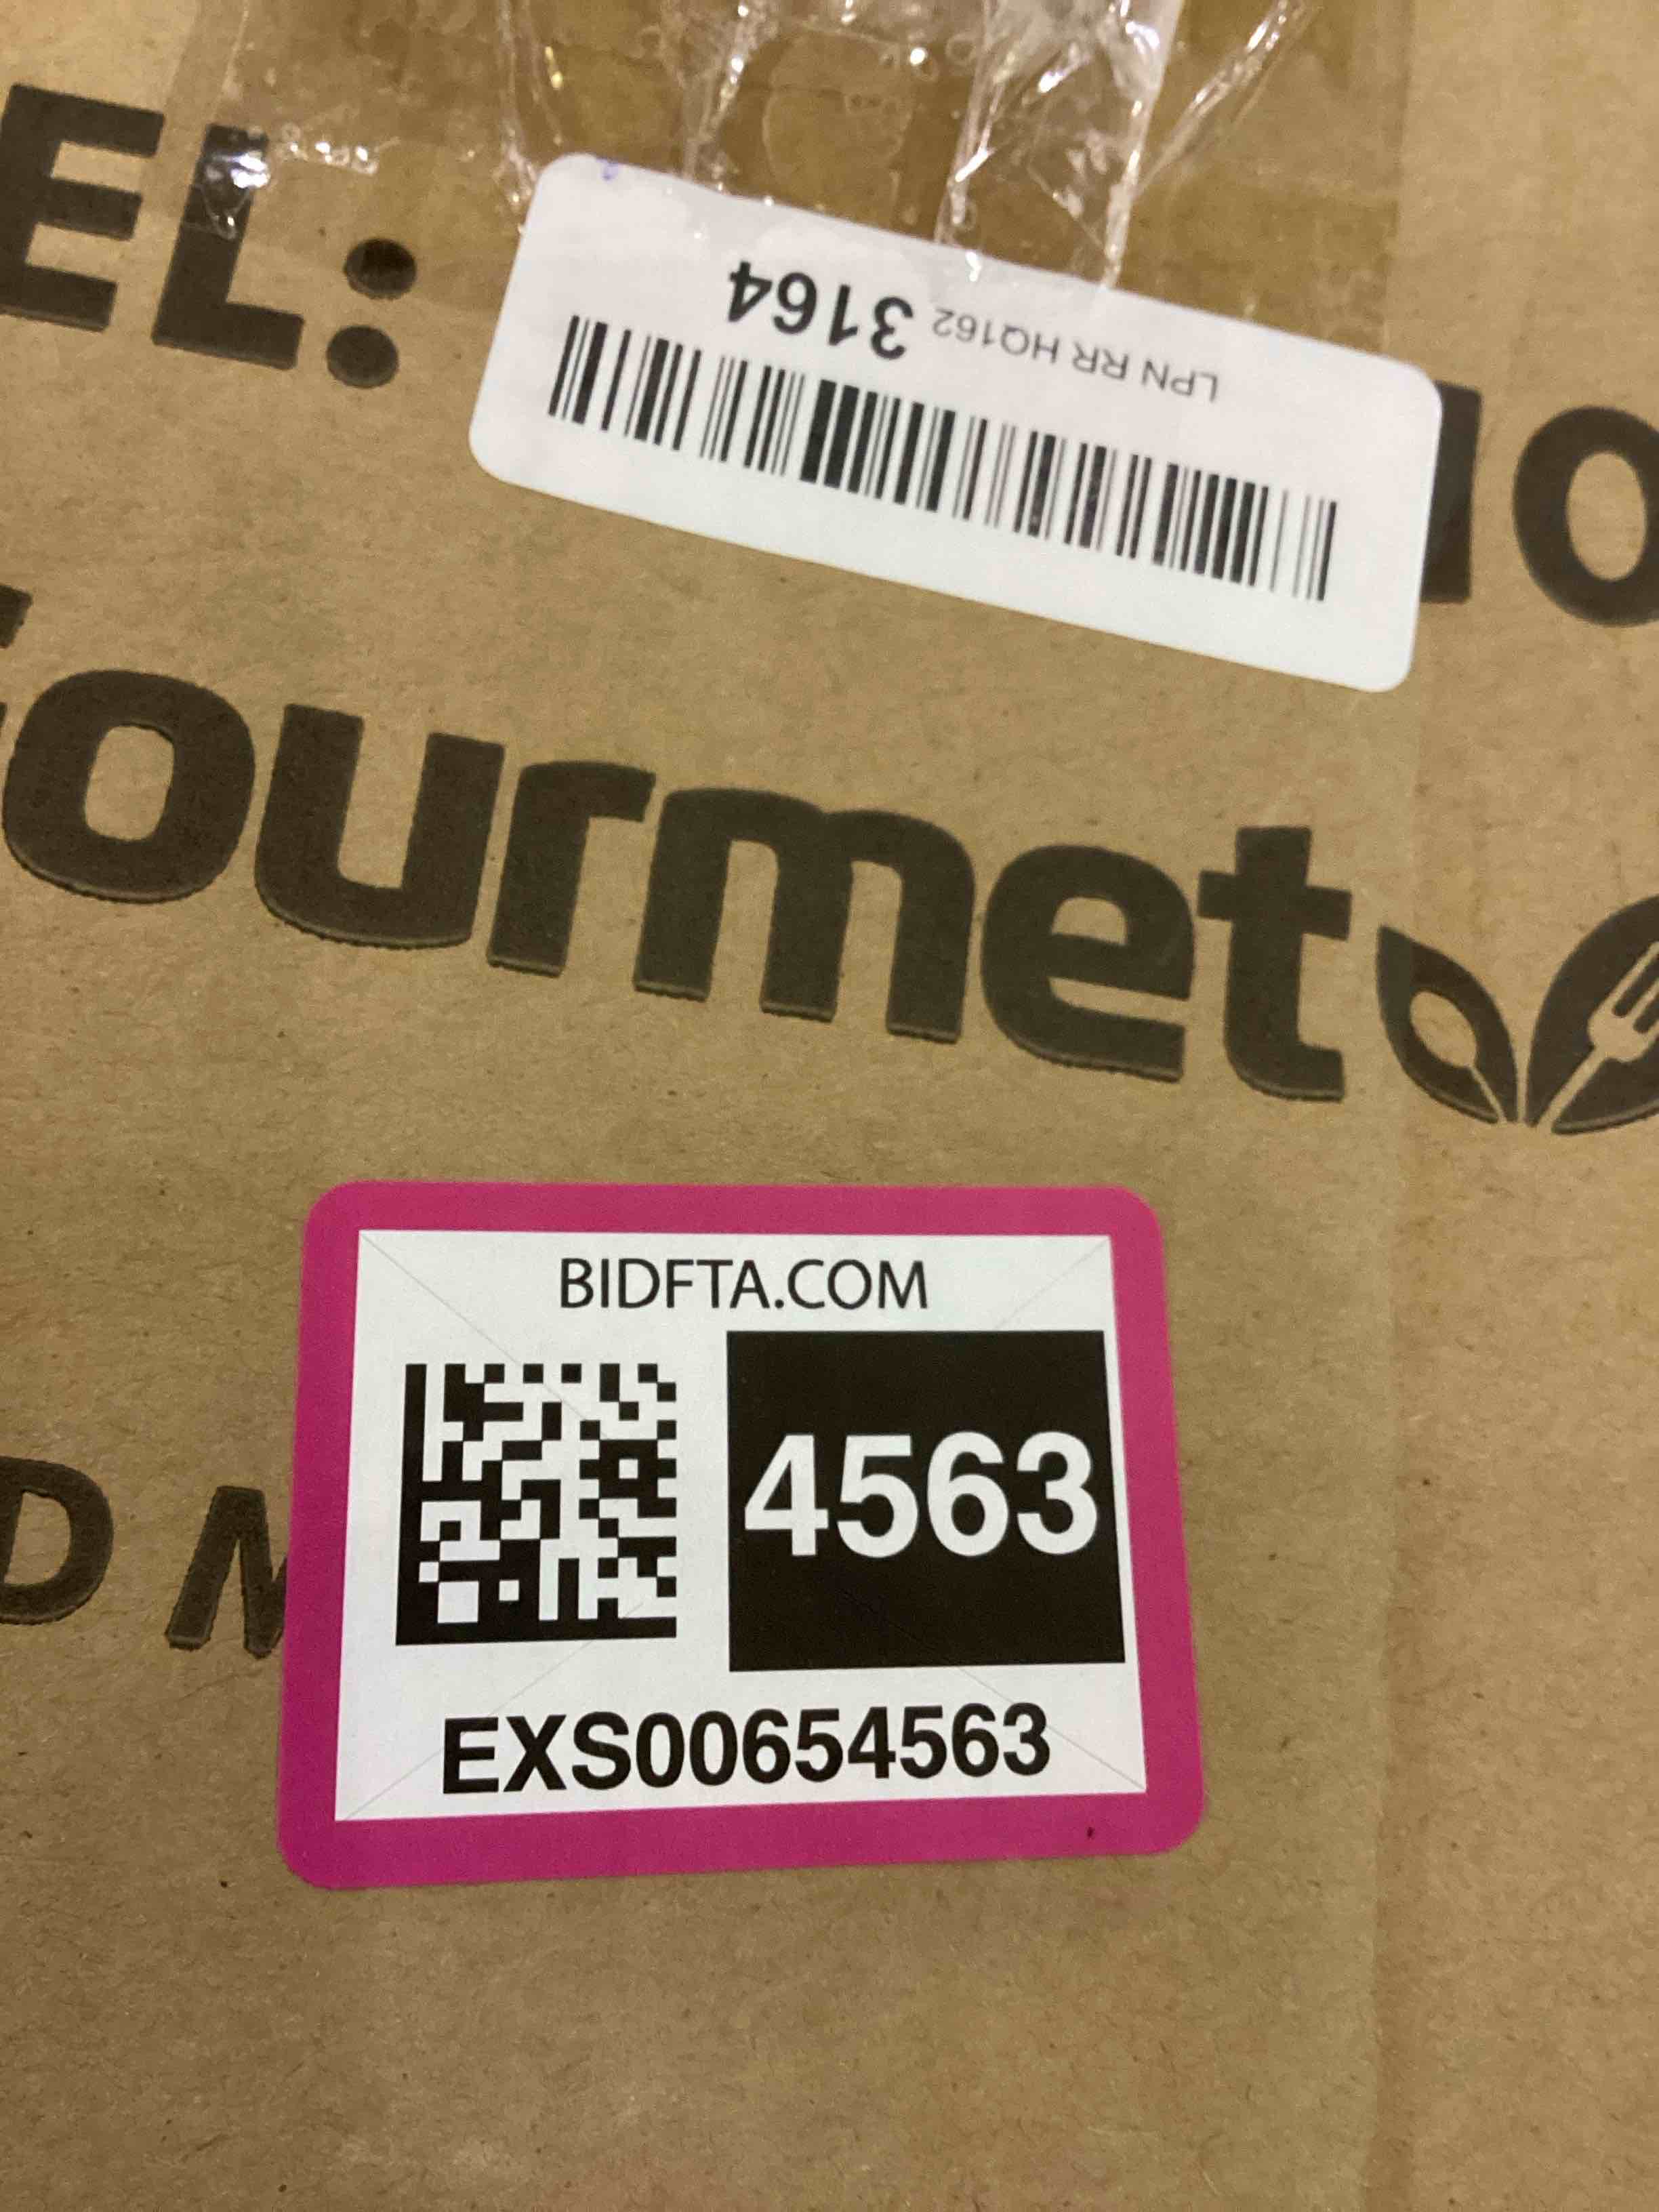 EL:
LPN RR HQ162 3164
ourmet
BIDFTA.COM
4563
EXS00654563